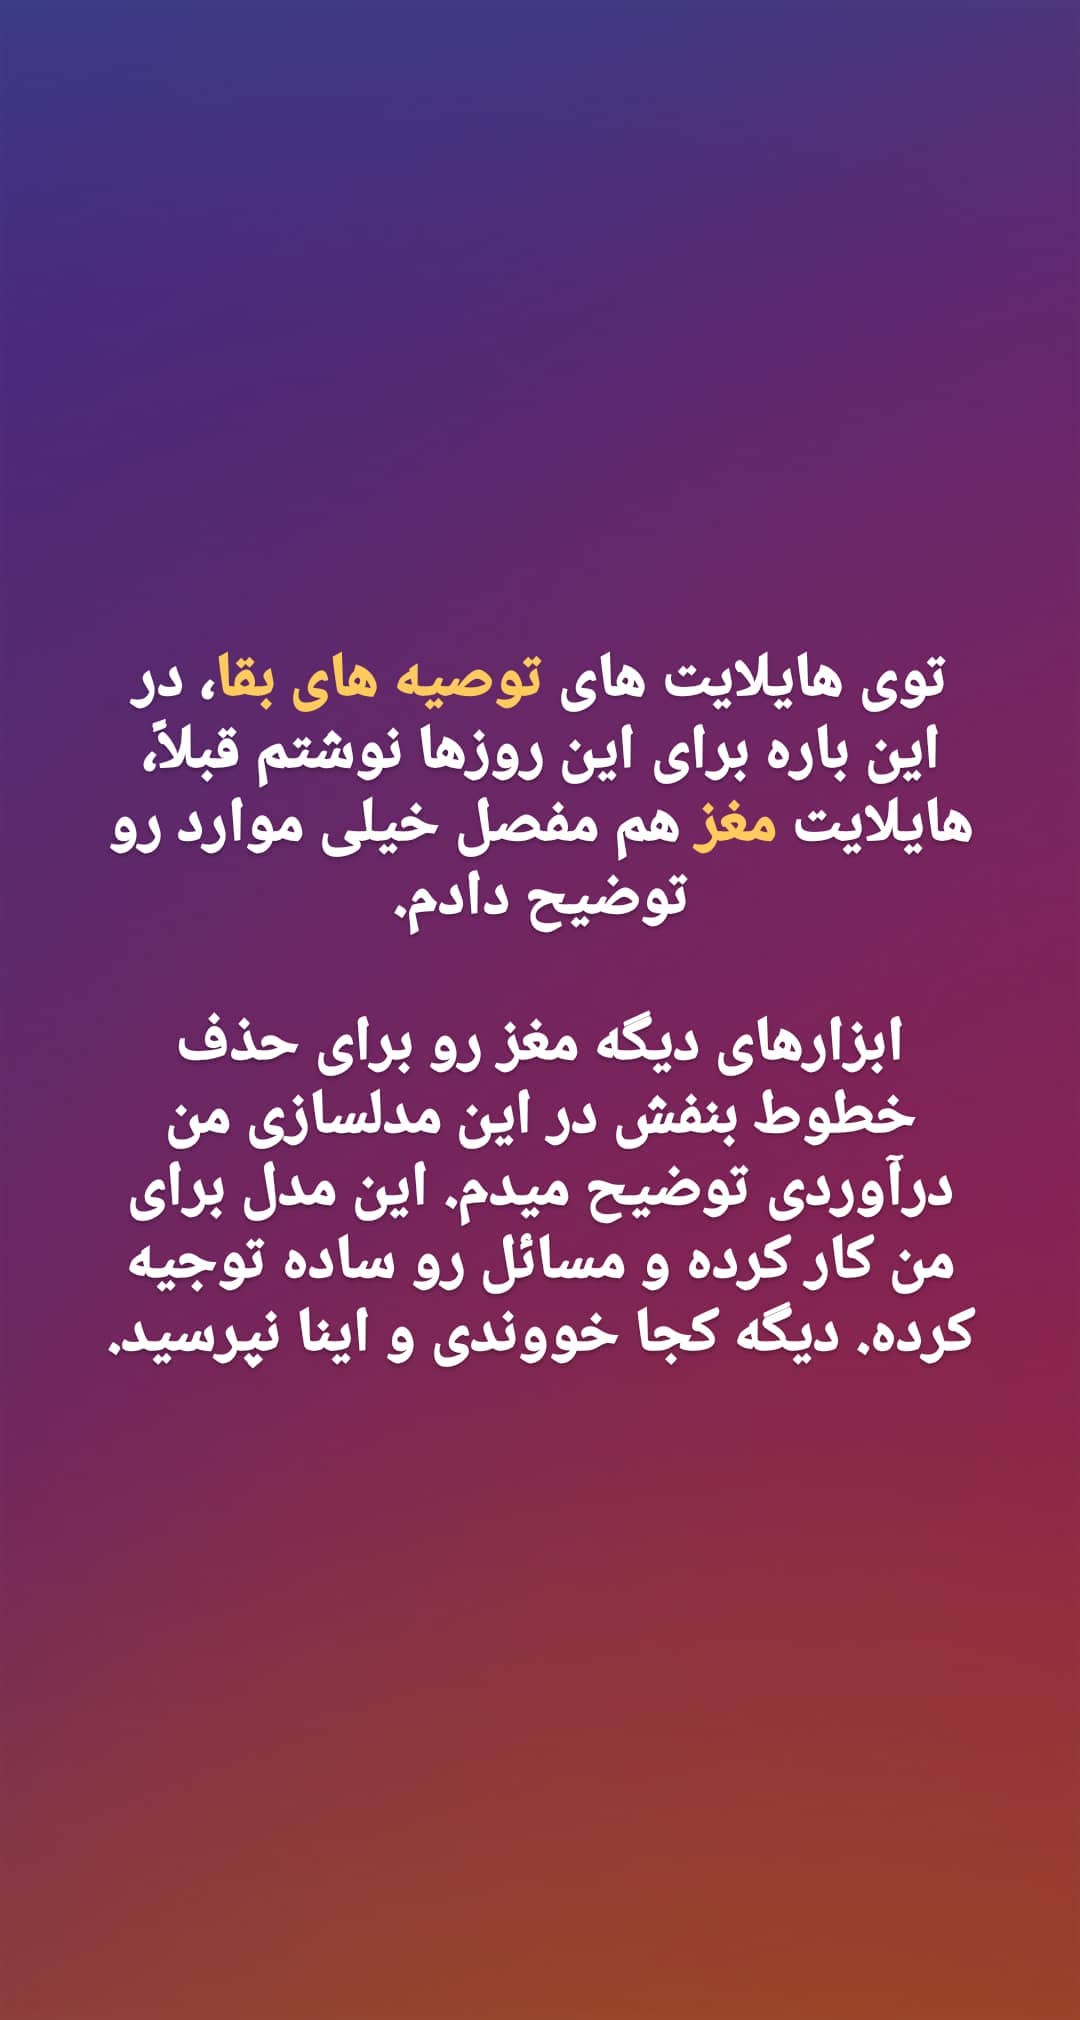 توی هایلایت های توصیه های بقا، در
این باره برای این روزها نوشتم قبلاً،
هایلایت مغز هم مفصل خیلی موارد رو
توضیح دادم.
ابزارهای دیگه مغز رو برای حذف
خطوط بنفش در این مدلسازی من
درآوردی توضیح میدم. این مدل برای
من کار کرده و مسائل رو ساده توجیه
کرده. دیگه کجا خووندی و اینا نپرسید.